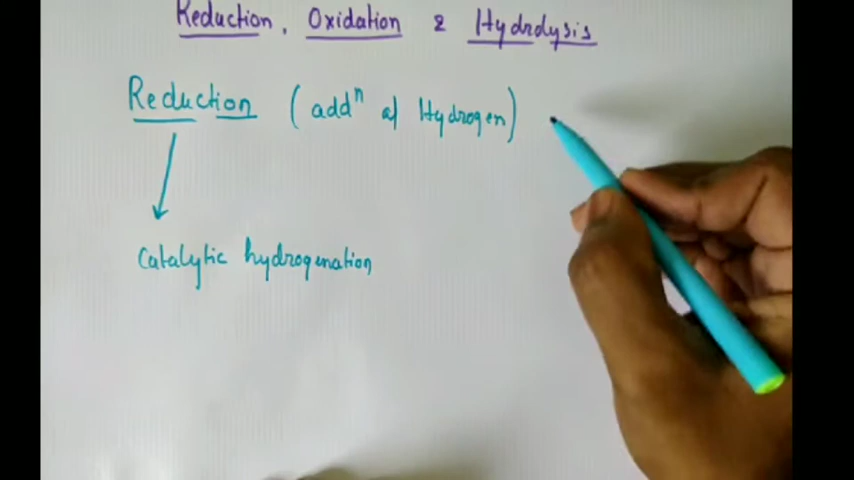 Reduction, Oxidation & Hydrolysis
Reduction (addⁿ of Hydrogen)
Catalytic hydrogenation